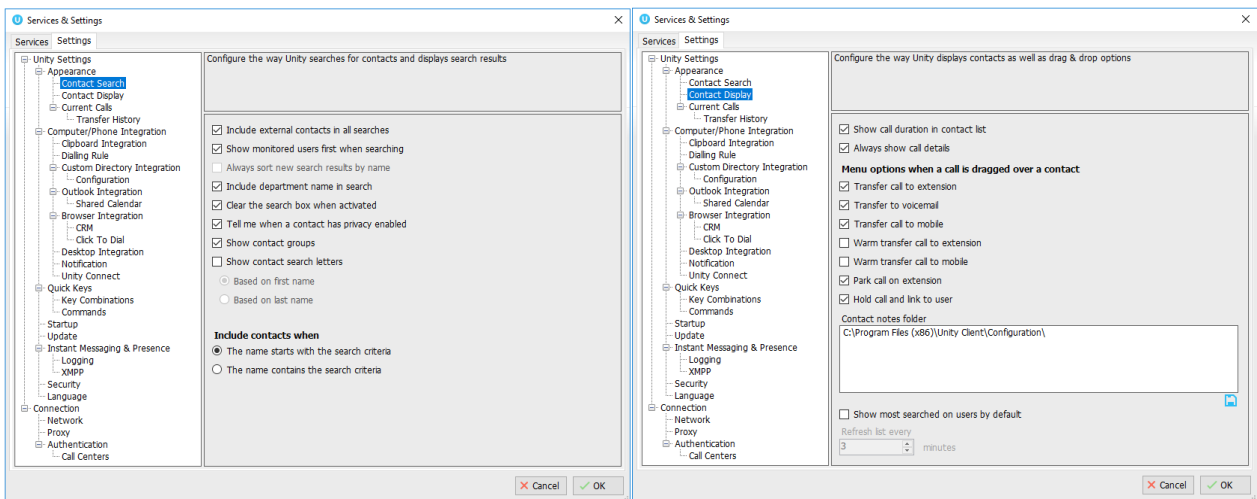 Services & Settings
Services Settings
Unity Settings
Appearance
Contact Search
Contact Display
Current Calls
Transfer History
Computer/Phone Integration
Clipboard Integration
Dialling Rule
Custom Directory Integration
Configuration
Outlook Integration
Shared Calendar
Browser Integration
CRM
Click To Dial
Desktop Integration
Notification
Unity Connect
Quick Keys
Key Combinations
Commands
Startup
Update
Instant Messaging & Presence
Logging
XMPP
Security
Language
Connection
Network
Proxy
Authentication
Call Centers
Configure the way Unity searches for contacts and displays search results
Include external contacts in all searches
Show monitored users first when searching
Always sort new search results by name
Include department name in search
Clear the search box when activated
Tell me when a contact has privacy enabled
Show contact groups
Show contact search letters
Based on first name
Based on last name
Include contacts when
The name starts with the search criteria
The name contains the search criteria
Cancel OK
Services & Settings
Services Settings
Unity Settings
Appearance
Contact Search
Contact Display
Current Calls
Transfer History
Computer/Phone Integration
Clipboard Integration
Dialling Rule
Custom Directory Integration
Configuration
Outlook Integration
Shared Calendar
Browser Integration
CRM
Click To Dial
Desktop Integration
Notification
Unity Connect
Quick Keys
Key Combinations
Commands
Startup
Update
Instant Messaging & Presence
Logging
XMPP
Security
Language
Connection
Network
Proxy
Authentication
Call Centers
Configure the way Unity displays contacts as well as drag & drop options
Show call duration in contact list
Always show call details
Menu options when a call is dragged over a contact
Transfer call to extension
Transfer to voicemail
Transfer call to mobile
Warm transfer call to extension
Warm transfer call to mobile
Park call on extension
Hold call and link to user
Contact notes folder
C:\Program Files (x86)\Unity Client\Configuration\
Show most searched on users by default
Refresh list every
3 minutes
Cancel OK